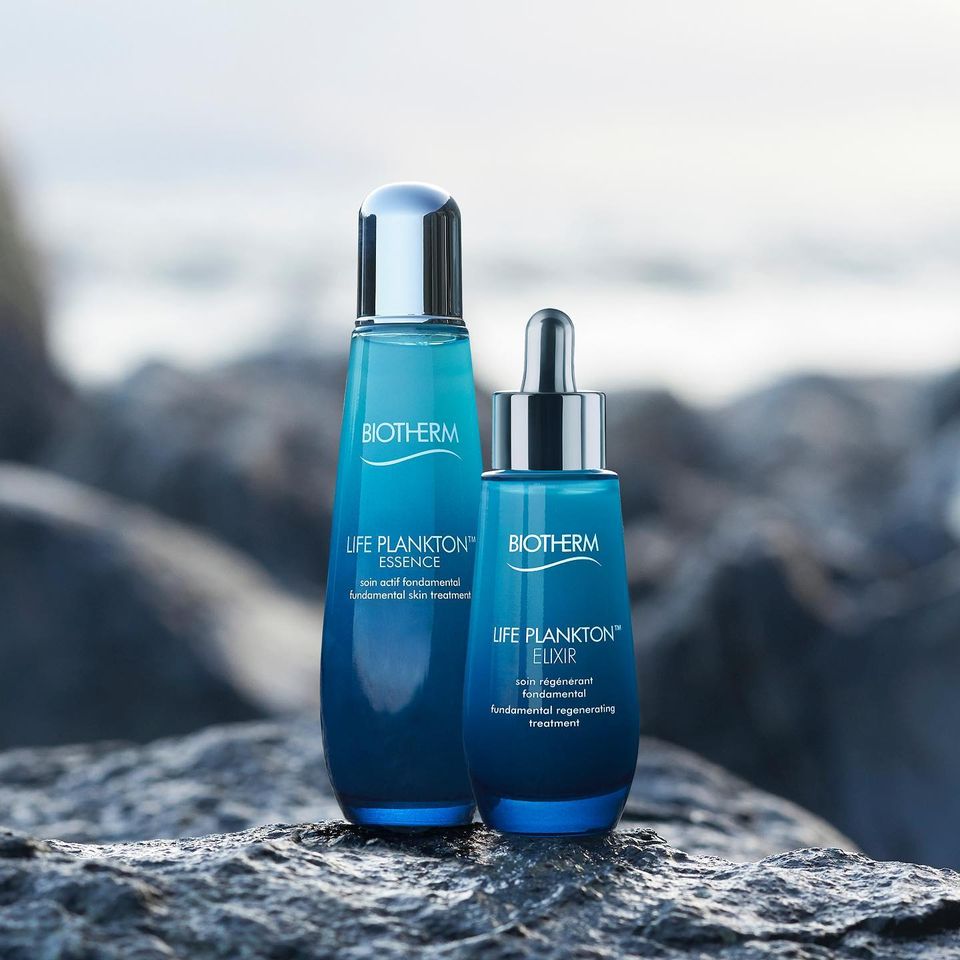 BIOTHERM
LIFE PLANKTON™
ESSENCE
soin actif fondamental
fundamental skin treatment
BIOTHERM
LIFE PLANKTON™
ELIXIR
soin régénérant
fondamental
fundamental regenerating
treatment